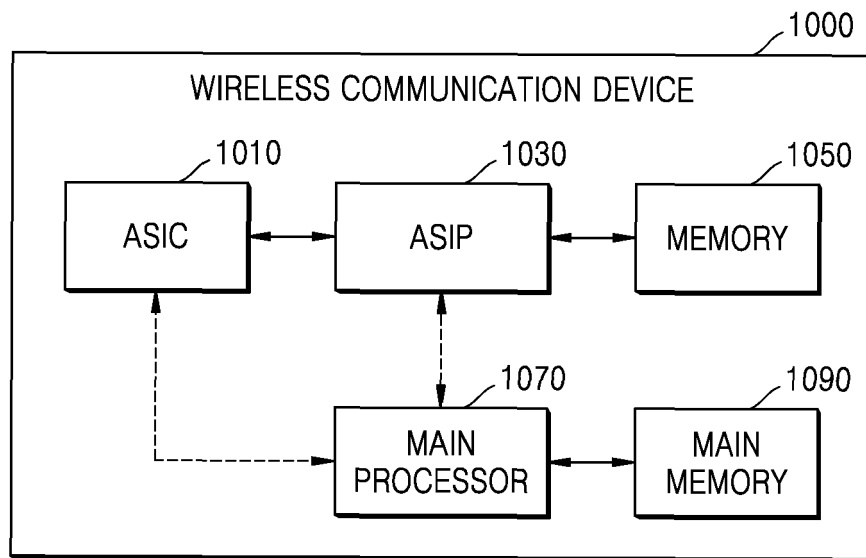 1000
WIRELESS COMMUNICATION DEVICE
1010
1030
1050
ASIC
ASIP
MEMORY
1070
1090
MAIN
PROCESSOR
MAIN
MEMORY